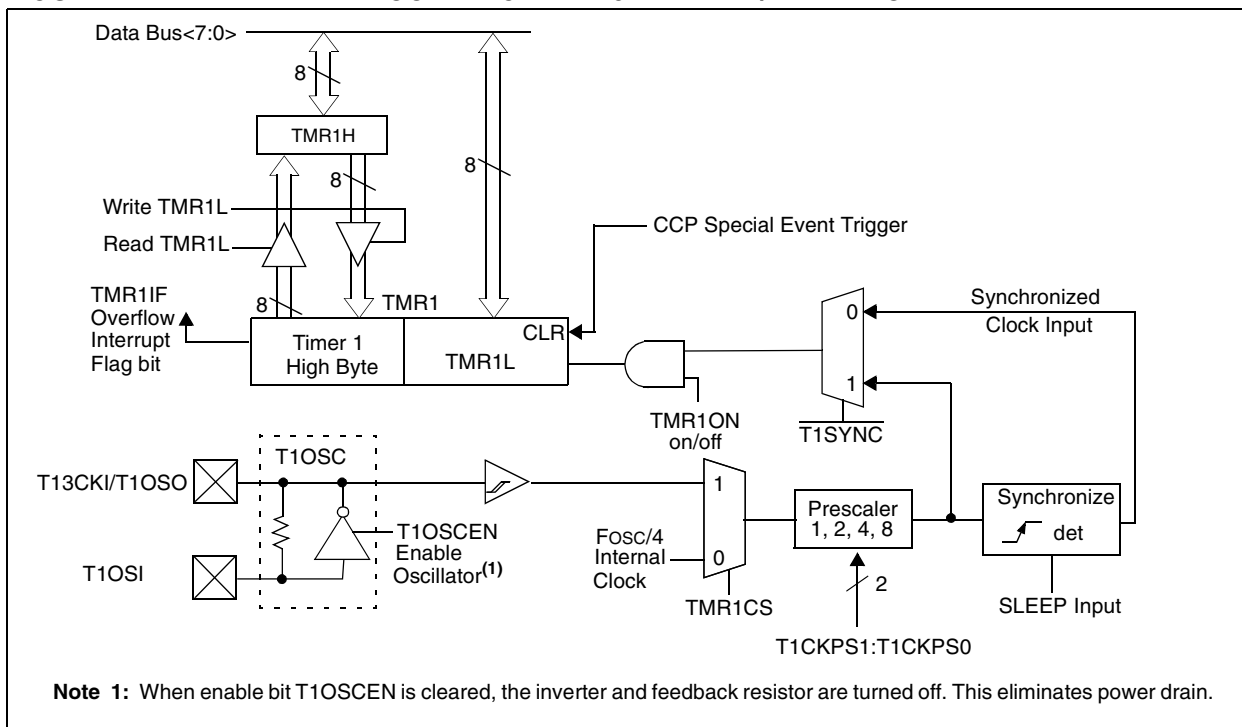 Data Bus<7:0>
8
TMR1H
8
8
Write TMR1L
Read TMR1L
CCP Special Event Trigger
8
TMR1IF
Overflow
Interrupt
Flag bit
TMR1
Timer 1
High Byte
TMR1L
CLR
0
1
Synchronized
Clock Input
TMR1ON
on/off
T1SYNC
T1OSC
T13CKI/T1OSO
T1OSI
T1OSCEN
Enable
Oscillator(1)
FOSC/4
Internal
Clock
1
0
TMR1CS
Prescaler
1, 2, 4, 8
2
T1CKPS1:T1CKPS0
Synchronize
det
SLEEP Input
Note 1: When enable bit T1OSCEN is cleared, the inverter and feedback resistor are turned off. This eliminates power drain.